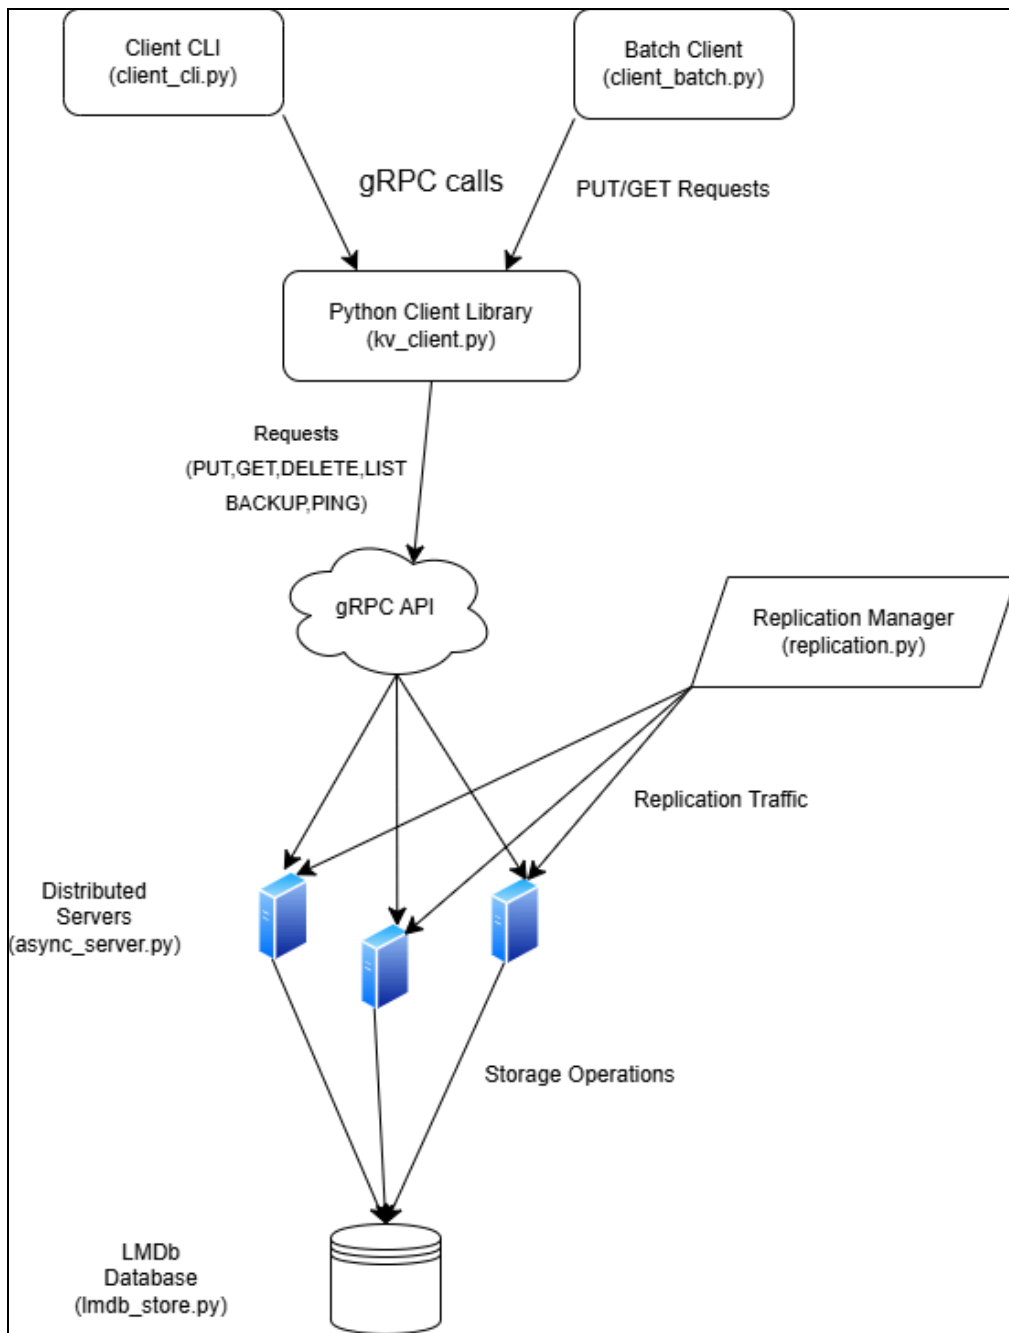 Client CLI
(client_cli.py)
Batch Client
(client_batch.py)
gRPC calls
PUT/GET Requests
Python Client Library
(kv_client.py)
Requests
(PUT,GET,DELETE,LIST
BACKUP,PING)
gRPC API
Replication Manager
(replication.py)
Replication Traffic
Distributed
Servers
(async_server.py)
Storage Operations
LMDb
Database
(lmdb_store.py)